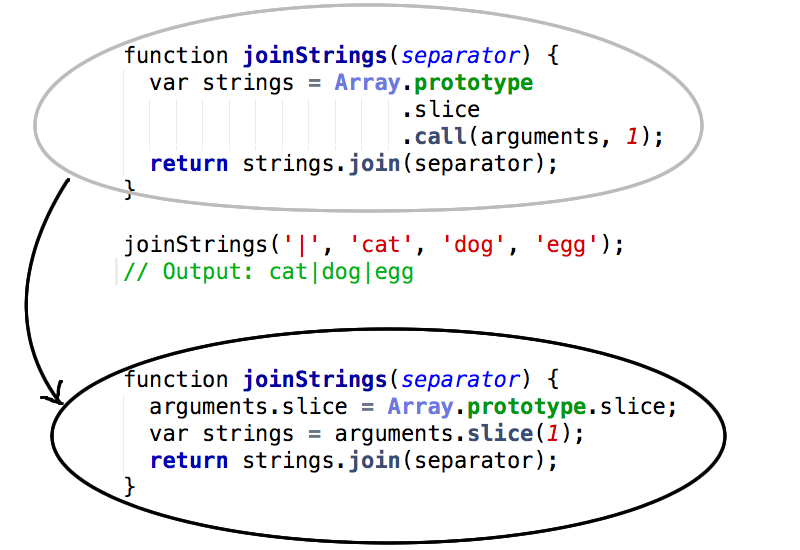 function joinStrings(separator) {
  var strings = Array.prototype
                     .slice
                     .call(arguments, 1);
  return strings.join(separator);
}
joinStrings('|', 'cat', 'dog', 'egg');
// Output: cat|dog|egg
function joinStrings(separator) {
  arguments.slice = Array.prototype.slice;
  var strings = arguments.slice(1);
  return strings.join(separator);
}